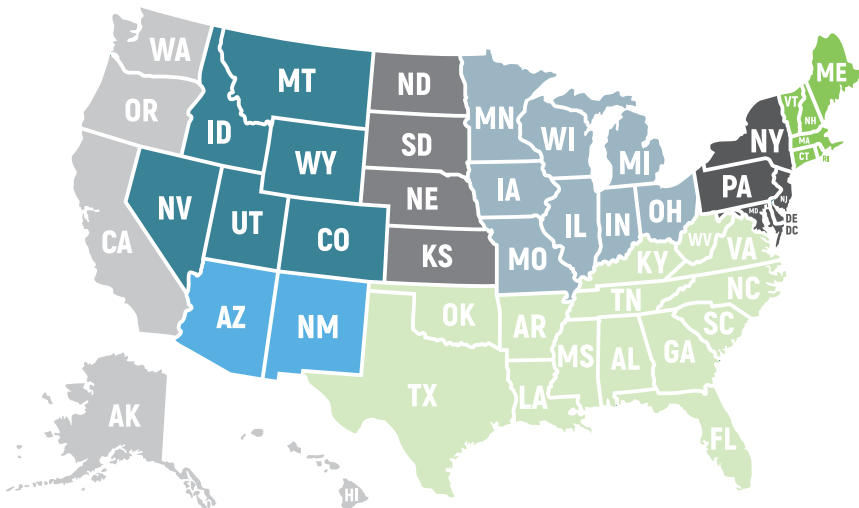 WA
MT
ND
MN
ME
VT
NH
OR
ID
SD
WI
MI
NY
MA
CT
RI
WY
NE
IA
PA
NJ
NV
UT
CO
KS
IL
IN
OH
MD
DE
DC
CA
MO
KY
WV
VA
AZ
NM
OK
AR
TN
NC
SC
MS
AL
GA
TX
LA
FL
AK
HI